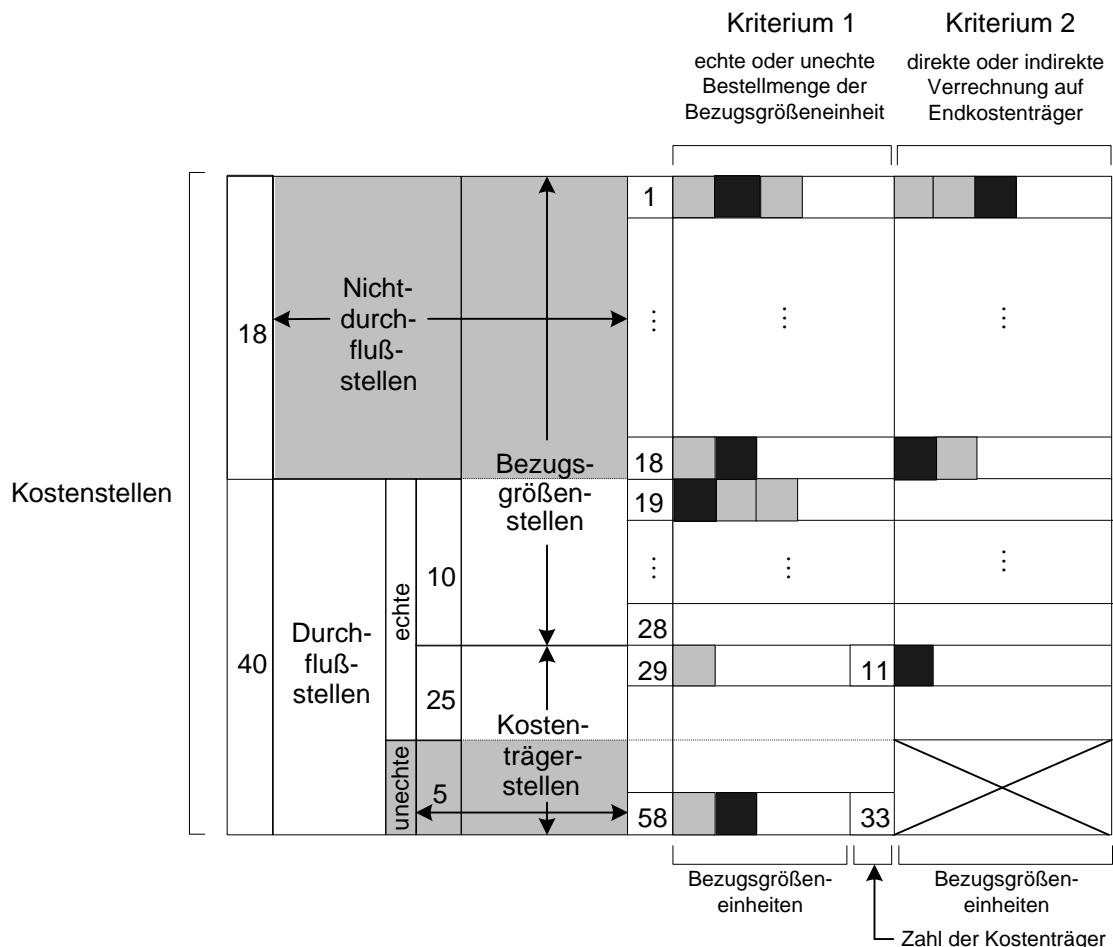 Kriterium 1
echte oder unechte
Bestellmenge der
Bezugsgrößeneinheit
Kriterium 2
direkte oder indirekte
Verrechnung auf
Endkostenträger
Kostenstellen
18
Nicht-
durch-
fluß-
stellen
1
⋮
⋮
⋮
18
Bezugs-
größen-
stellen
19
⋮
⋮
⋮
40
Durch-
fluß-
stellen
echte
10
28
29
11
25
Kosten-
träger-
stellen
unechte
5
58
33
Bezugsgrößen-
einheiten
Bezugsgrößen-
einheiten
Zahl der Kostenträger